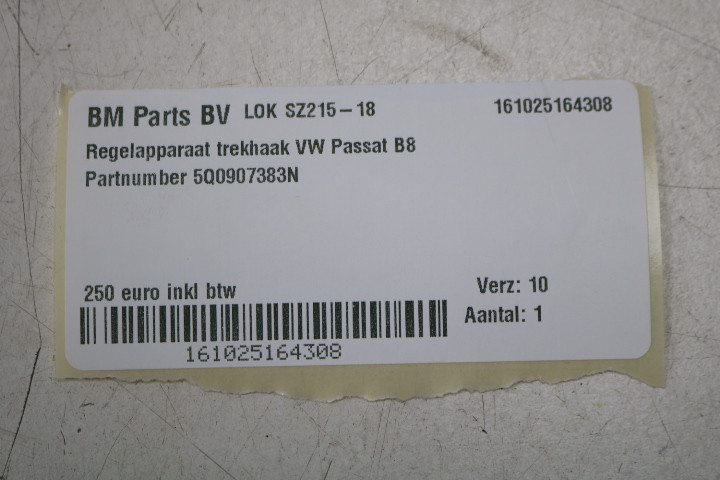 BM Parts BV LOK SZ215-18 161025164308
Regelapparaat trekhaak VW Passat B8
Partnumber 5Q0907383N
250 euro inkl btw Verz: 10
Aantal: 1
161025164308